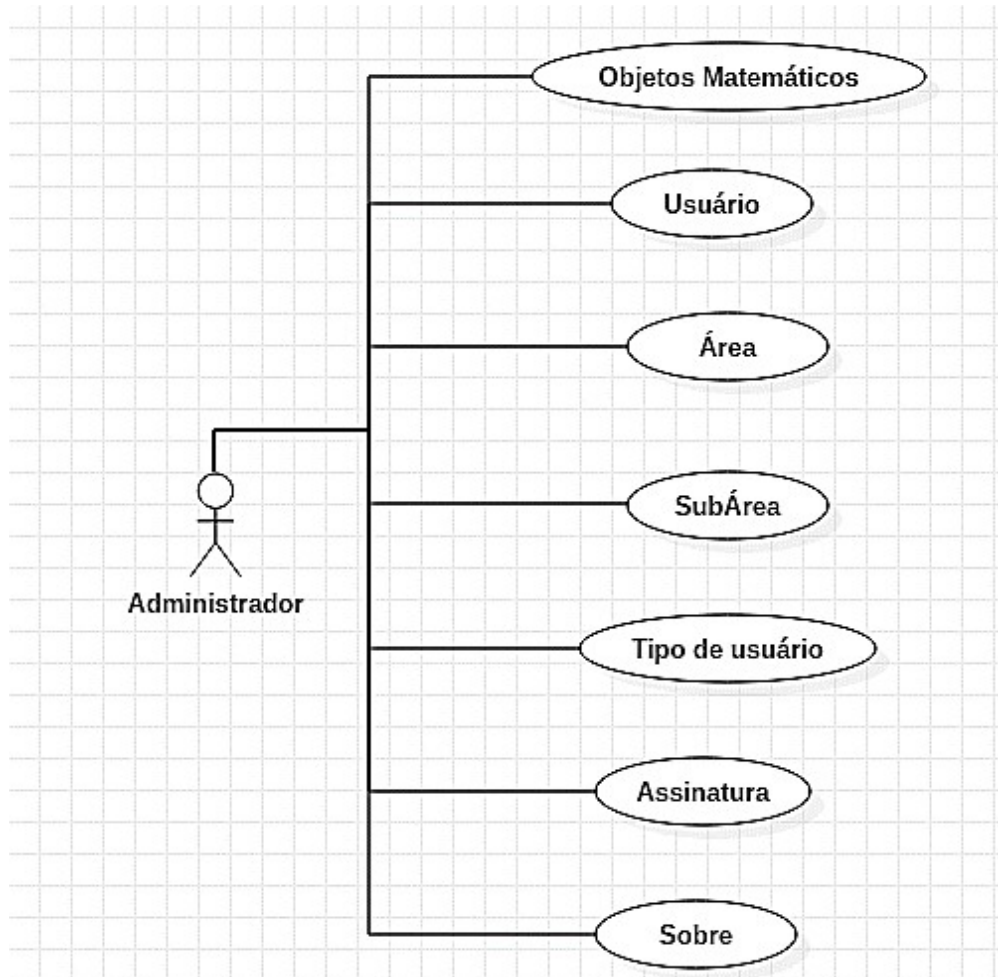 Objetos Matemáticos
Usuário
Área
SubÁrea
Administrador
Tipo de usuário
Assinatura
Sobre